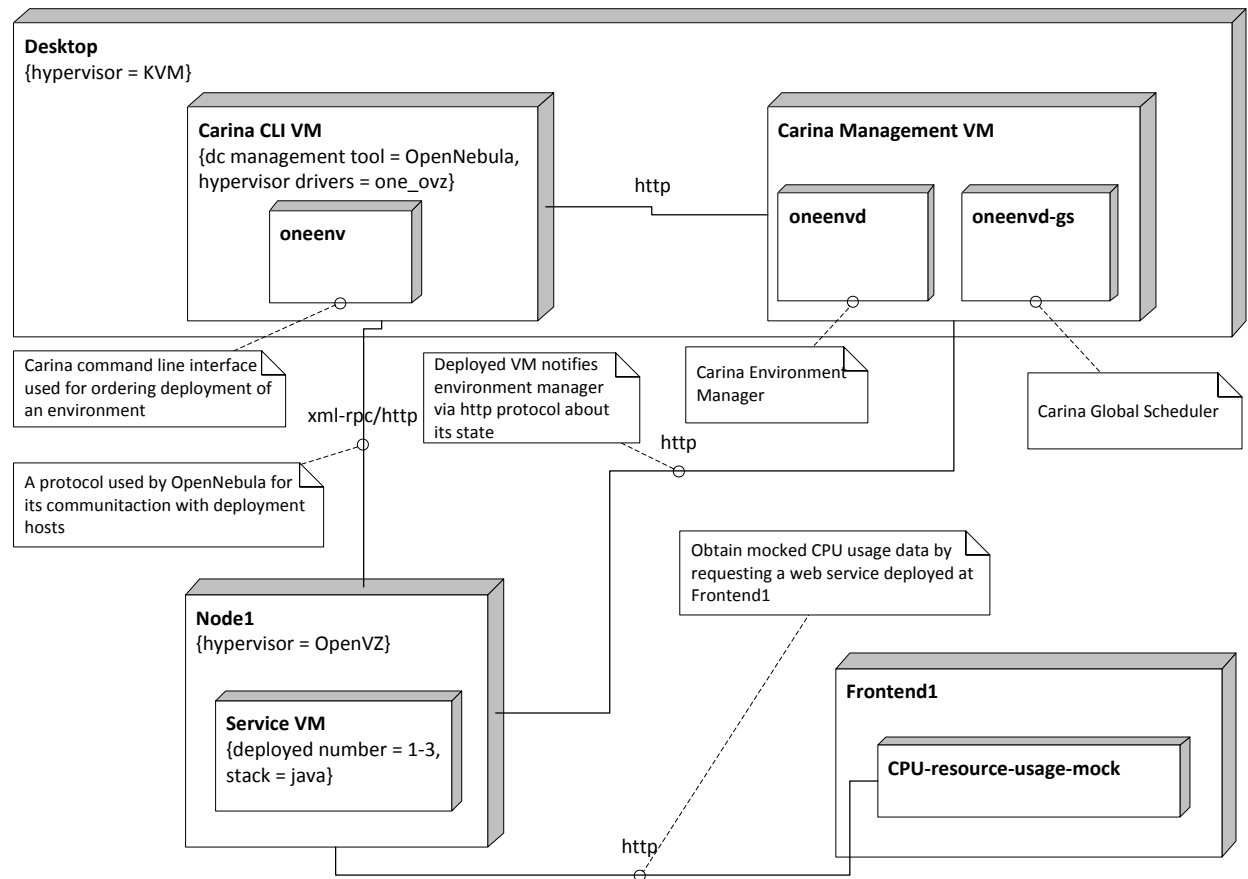 Desktop
{hypervisor = KVM}
Carina CLI VM
{dc management tool = OpenNebula,
hypervisor drivers = one_ovz}
oneenv
http
Carina Management VM
oneenvd
oneenvd-gs
Carina command line interface
used for ordering deployment of
an environment
xml-rpc/http
Deployed VM notifies
environment manager
via http protocol about
its state
http
Carina Environment
Manager
Carina Global Scheduler
A protocol used by OpenNebula for
its communitaction with deployment
hosts
Obtain mocked CPU usage data by
requesting a web service deployed at
Frontend1
Node1
{hypervisor = OpenVZ}
Service VM
{deployed number = 1-3,
stack = java}
Frontend1
CPU-resource-usage-mock
http